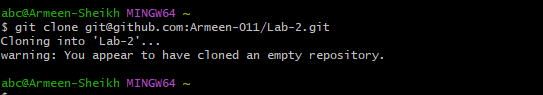 abc@Armeen-Sheikh MINGW64 ~
$ git clone git@github.com:Armeen-011/Lab-2.git
Cloning into 'Lab-2'...
warning: You appear to have cloned an empty repository.
abc@Armeen-Sheikh MINGW64 ~